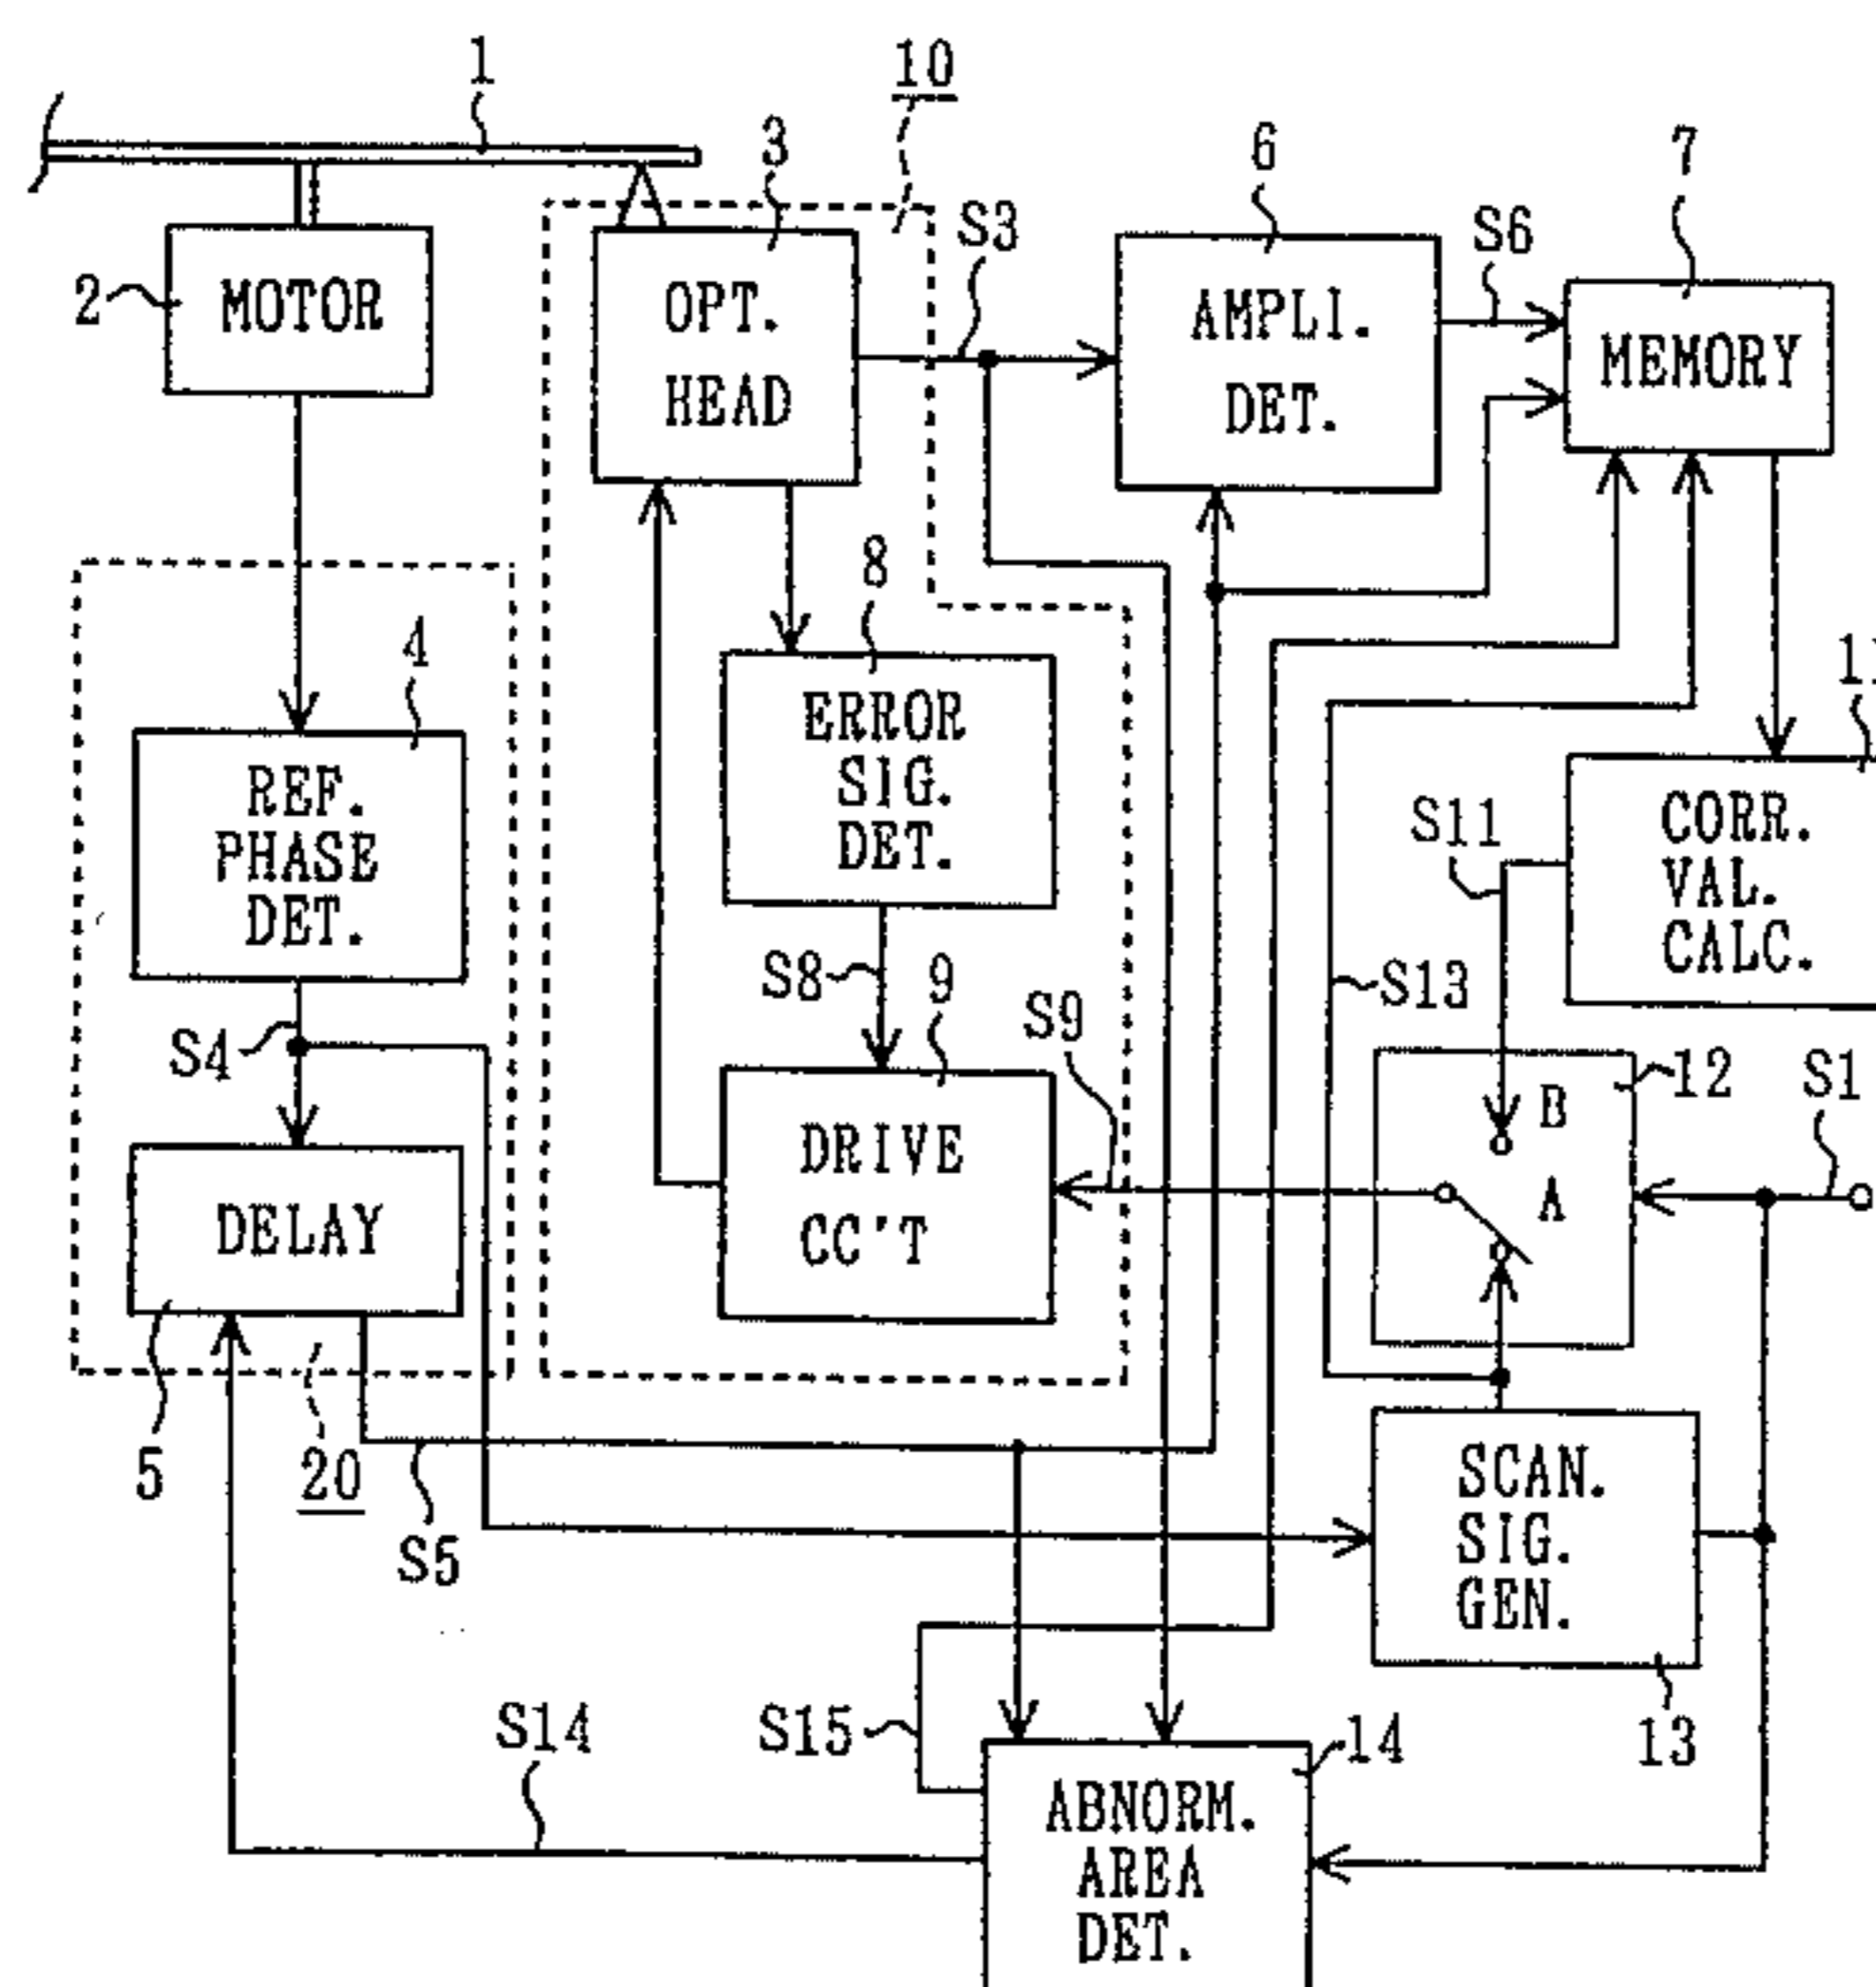 1
10
3
6
7
S3
S6
2
MOTOR
OPT.
HEAD
AMPLI.
DET.
MEMORY
8
4
11
ERROR
SIG.
DET.
REF.
PHASE
DET.
S11
CORR.
VAL.
CALC.
S8
9
S9
S13
S4
12
S1
B
A
DRIVE
CC'T
DELAY
5
20
S5
SCAN.
SIG.
GEN.
13
S14
S15
14
ABNORM.
AREA
DET.